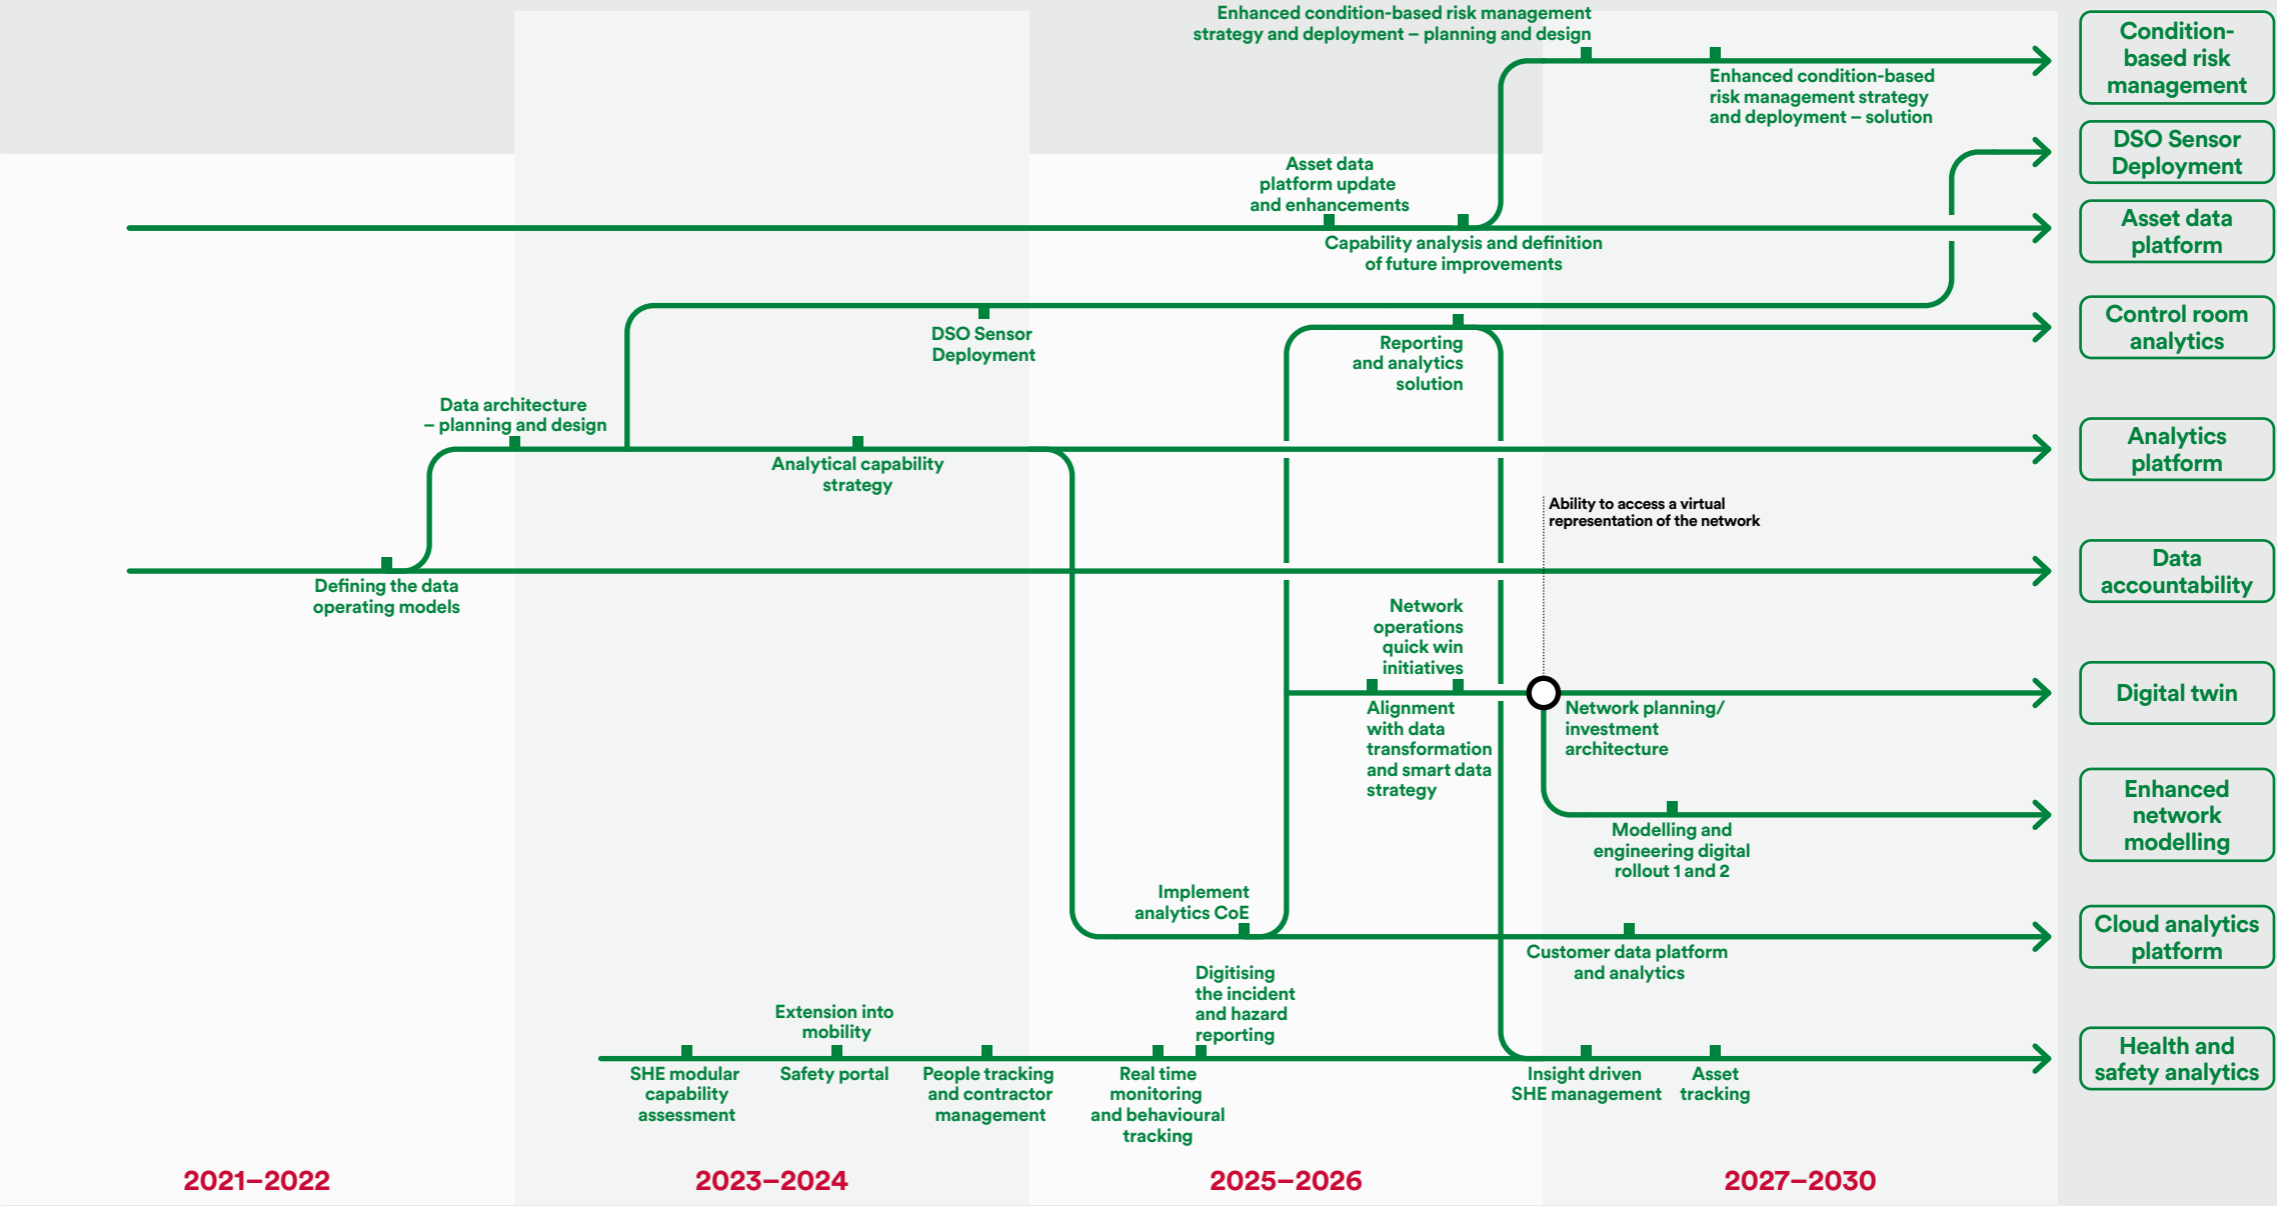 Enhanced condition-based risk management
strategy and deployment – planning and design
Enhanced condition-based
risk management strategy
and deployment – solution
Condition-
based risk
management
DSO Sensor
Deployment
Asset data
platform update
and enhancements
Capability analysis and definition
of future improvements
Asset data
platform
DSO Sensor
Deployment
Reporting
and analytics
solution
Control room
analytics
Data architecture
– planning and design
Analytical capability
strategy
Analytics
platform
Ability to access a virtual
representation of the network
Defining the data
operating models
Data
accountability
Network
operations
quick win
initiatives
Alignment
with data
transformation
and smart data
strategy
Network planning/
investment
architecture
Digital twin
Modelling and
engineering digital
rollout 1 and 2
Enhanced
network
modelling
Implement
analytics CoE
Customer data platform
and analytics
Cloud analytics
platform
Digitising
the incident
and hazard
reporting
Extension into
mobility
SHE modular
capability
assessment
Safety portal
People tracking
and contractor
management
Real time
monitoring
and behavioural
tracking
Insight driven
SHE management
Asset
tracking
Health and
safety analytics
2021–2022
2023–2024
2025–2026
2027–2030